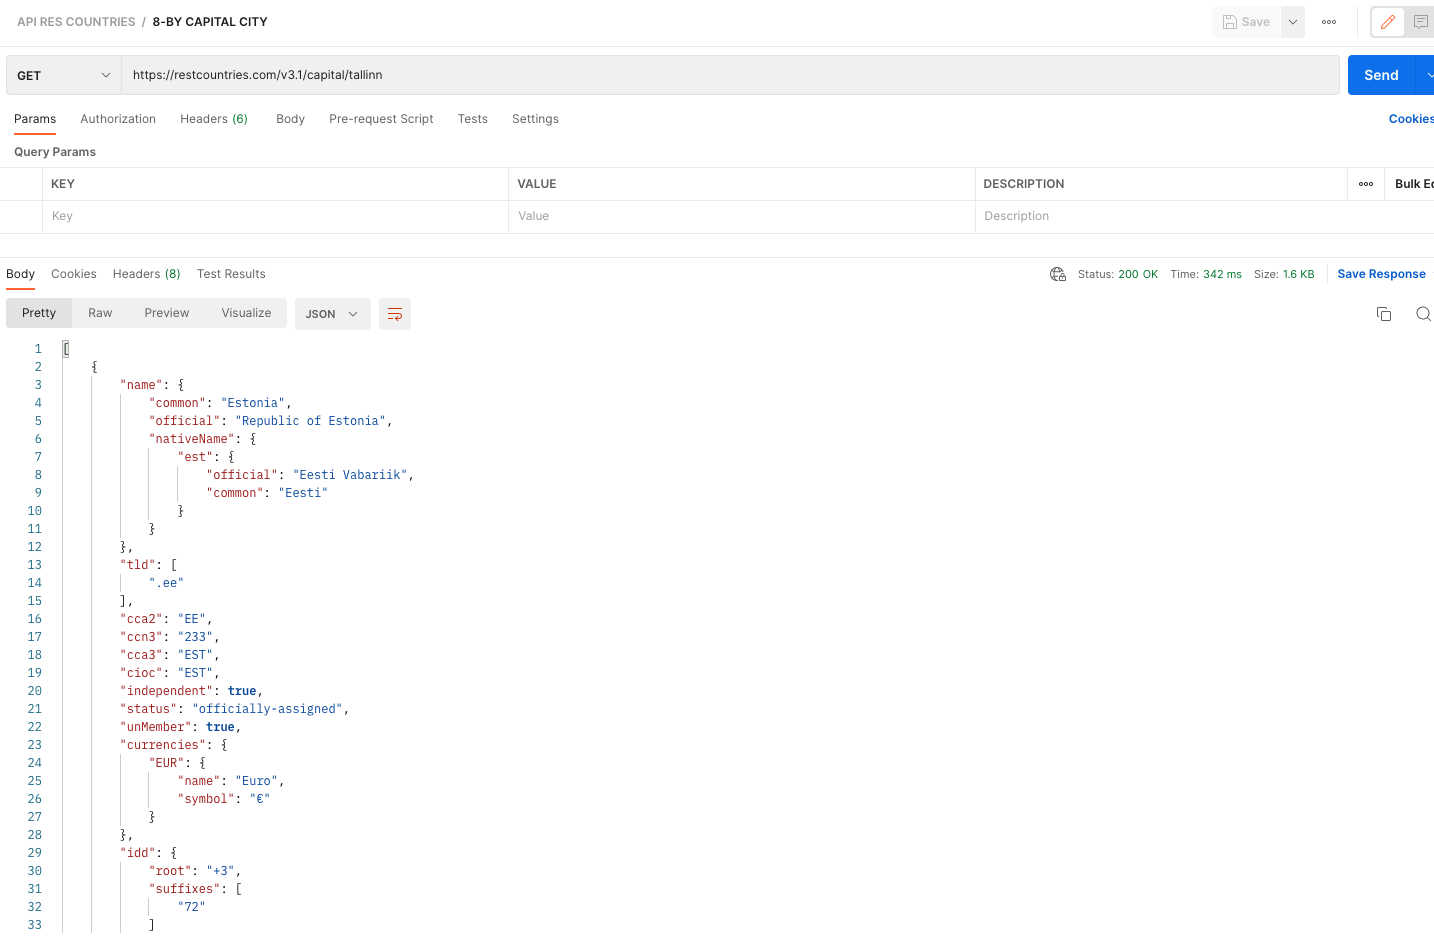 API RES COUNTRIES / 8-BY CAPITAL CITY
Save
GET https://restcountries.com/v3.1/capital/tallinn Send
Params Authorization Headers (6) Body Pre-request Script Tests Settings Cookies
Query Params
KEY VALUE DESCRIPTION Bulk Ed
Key Value Description
Body Cookies Headers (8) Test Results Status: 200 OK Time: 342 ms Size: 1.6 KB Save Response
Pretty Raw Preview Visualize JSON
1 [
2 {
3 "name": {
4 "common": "Estonia",
5 "official": "Republic of Estonia",
6 "nativeName": {
7 "est": {
8 "official": "Eesti Vabariik",
9 "common": "Eesti"
10 }
11 }
12 },
13 "tld": [
14 ".ee"
15 ],
16 "cca2": "EE",
17 "ccn3": "233",
18 "cca3": "EST",
19 "cioc": "EST",
20 "independent": true,
21 "status": "officially-assigned",
22 "unMember": true,
23 "currencies": {
24 "EUR": {
25 "name": "Euro",
26 "symbol": "€"
27 }
28 },
29 "idd": {
30 "root": "+3",
31 "suffixes": [
32 "72"
33 ]